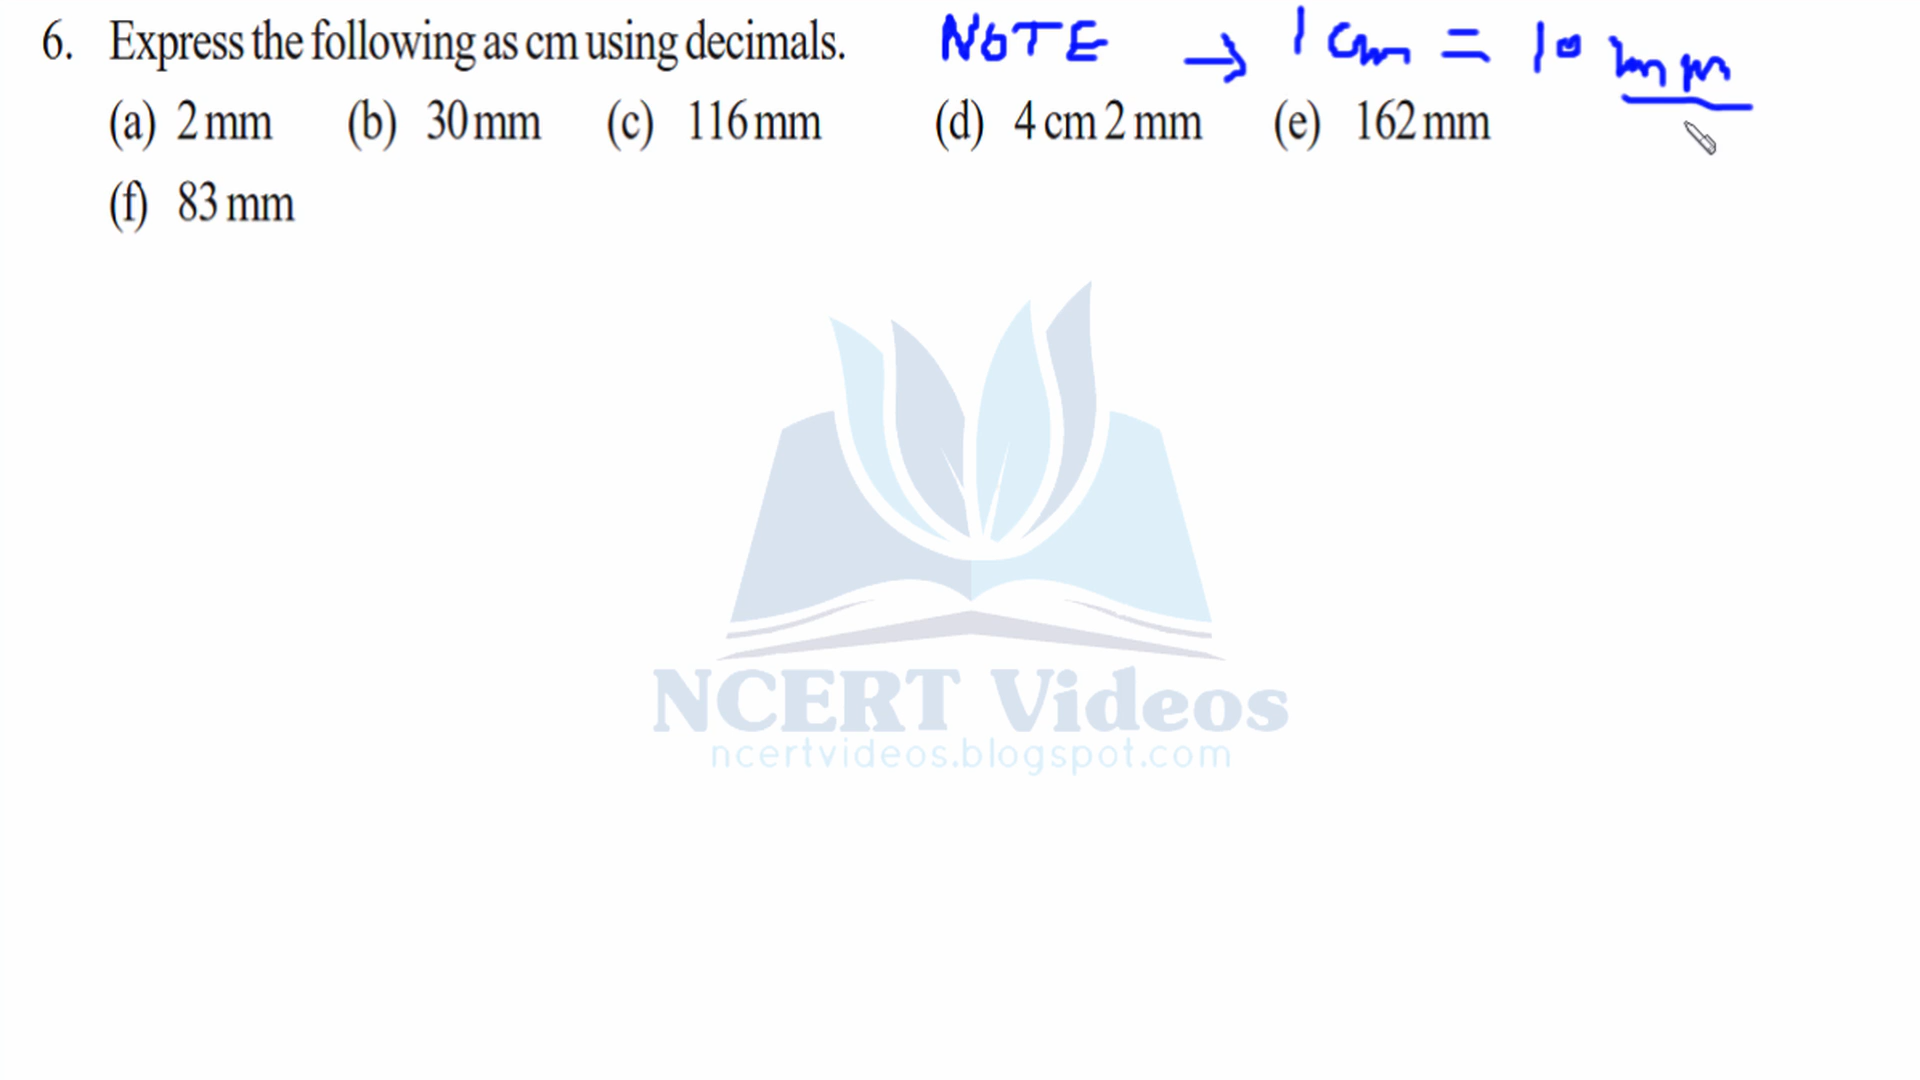 6. Express the following as cm using decimals. NOTE → 1 cm = 10 mm
(a) 2 mm (b) 30 mm (c) 116 mm (d) 4 cm 2 mm (e) 162 mm
(f) 83 mm
NCERT Videos
ncertvideos.blogspot.com